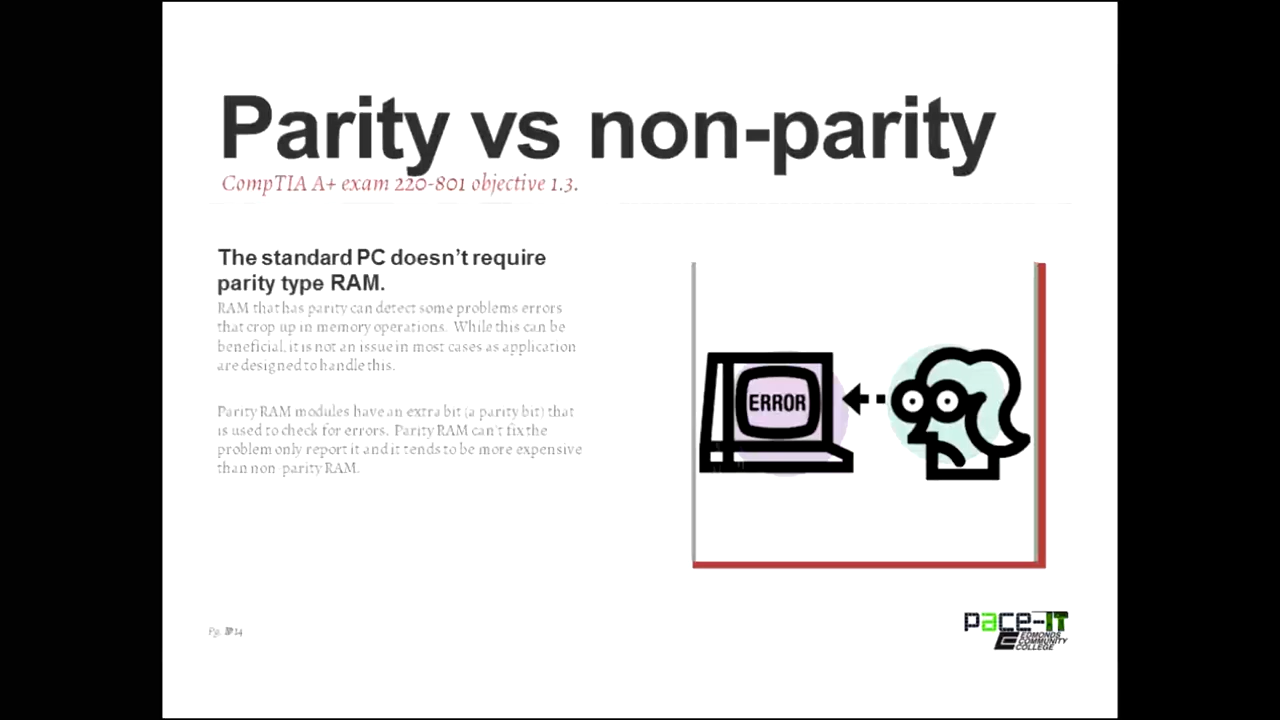 Parity vs non-parity
CompTIA A+ exam 220-801 objective 1.3.
The standard PC doesn't require
parity type RAM.
RAM that has parity can detect some problems errors
that crop up in memory operations. While this can be
beneficial, it is not an issue in most cases as application
are designed to handle this.
Parity RAM modules have an extra bit (a parity bit) that
is used to check for errors. Parity RAM can't fix the
problem only report it and it tends to be more expensive
than non-parity RAM.
ERROR
pace-IT
EDMONDS
COMMUNITY
COLLEGE
Pg.